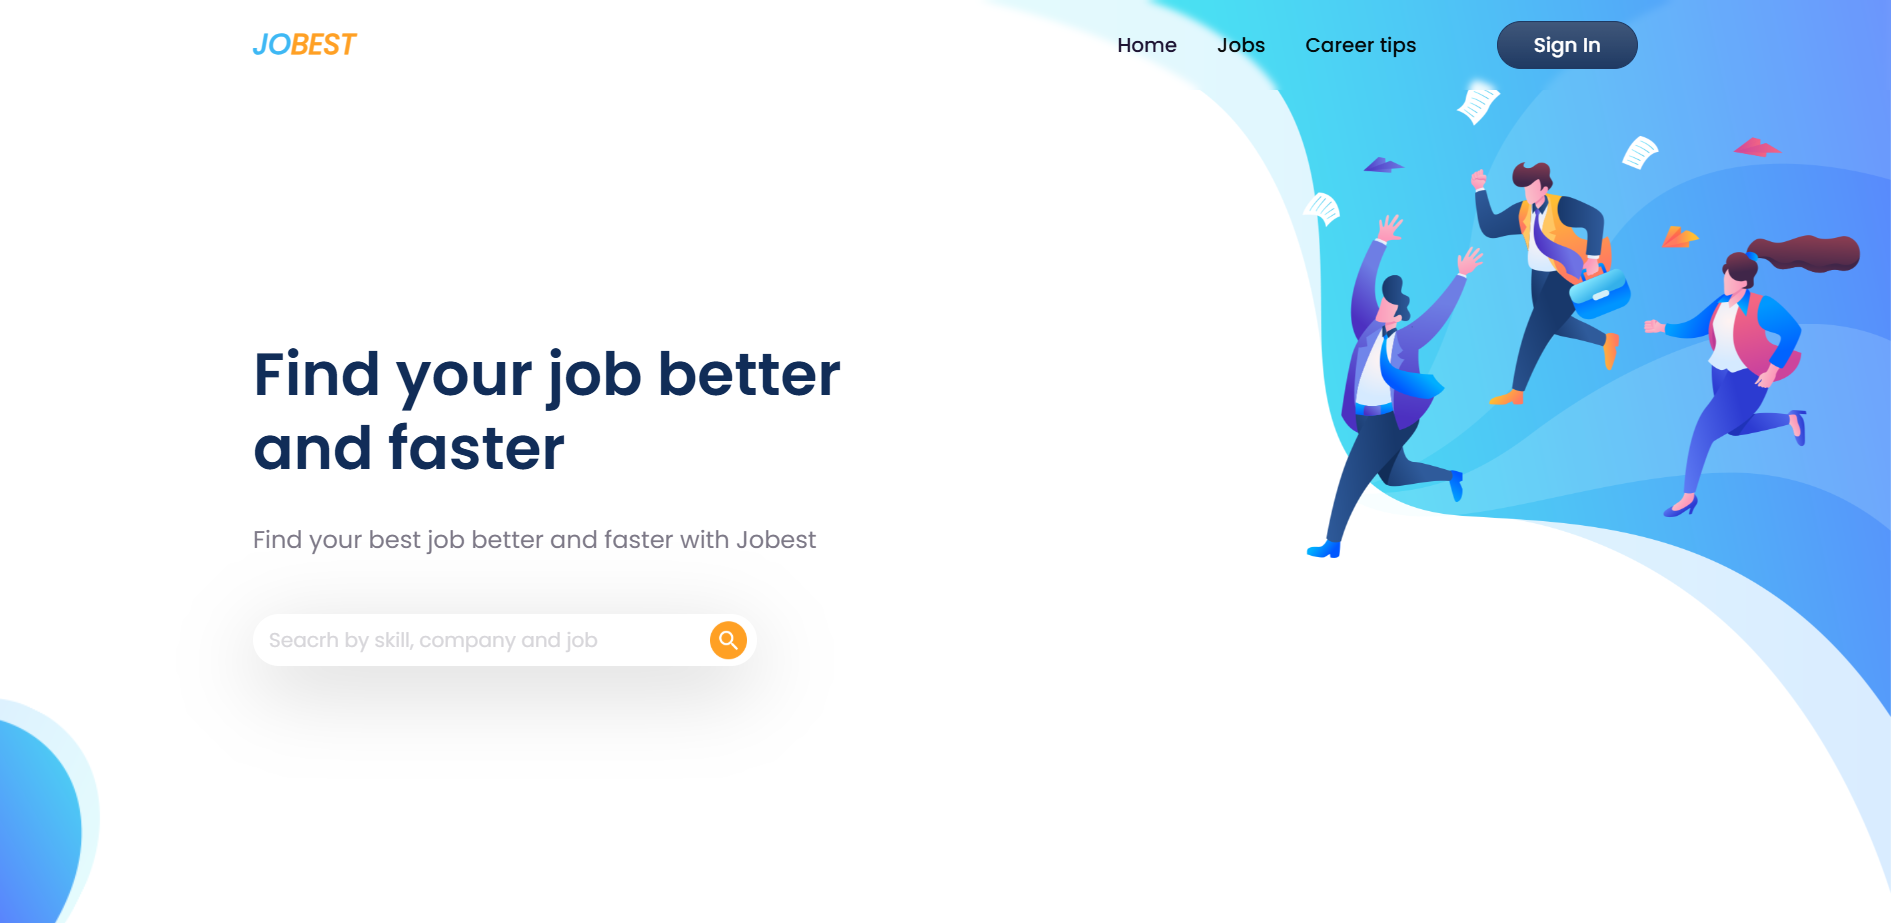 JOBEST
Home Jobs Career tips Sign In
Find your job better
and faster
Find your best job better and faster with Jobest
Seacrh by skill, company and job